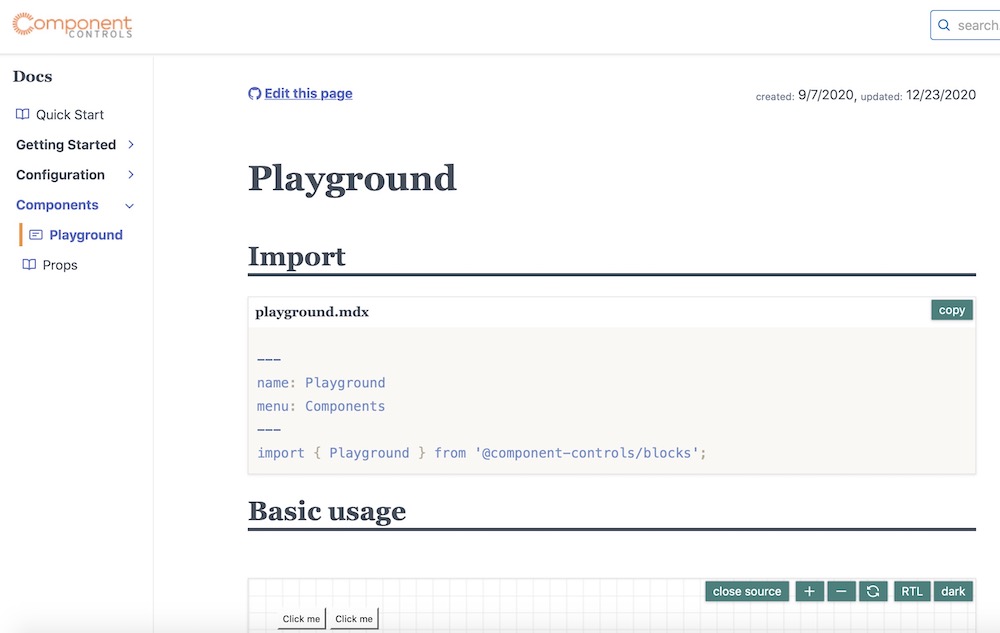 Component
CONTROLS
search
Docs
Quick Start
Getting Started
Configuration
Components
Playground
Props
Edit this page
created: 9/7/2020, updated: 12/23/2020
Playground
Import
playground.mdx
copy
---
name: Playground
menu: Components
---
import { Playground } from '@component-controls/blocks';
Basic usage
close source + − RTL dark
Click me Click me